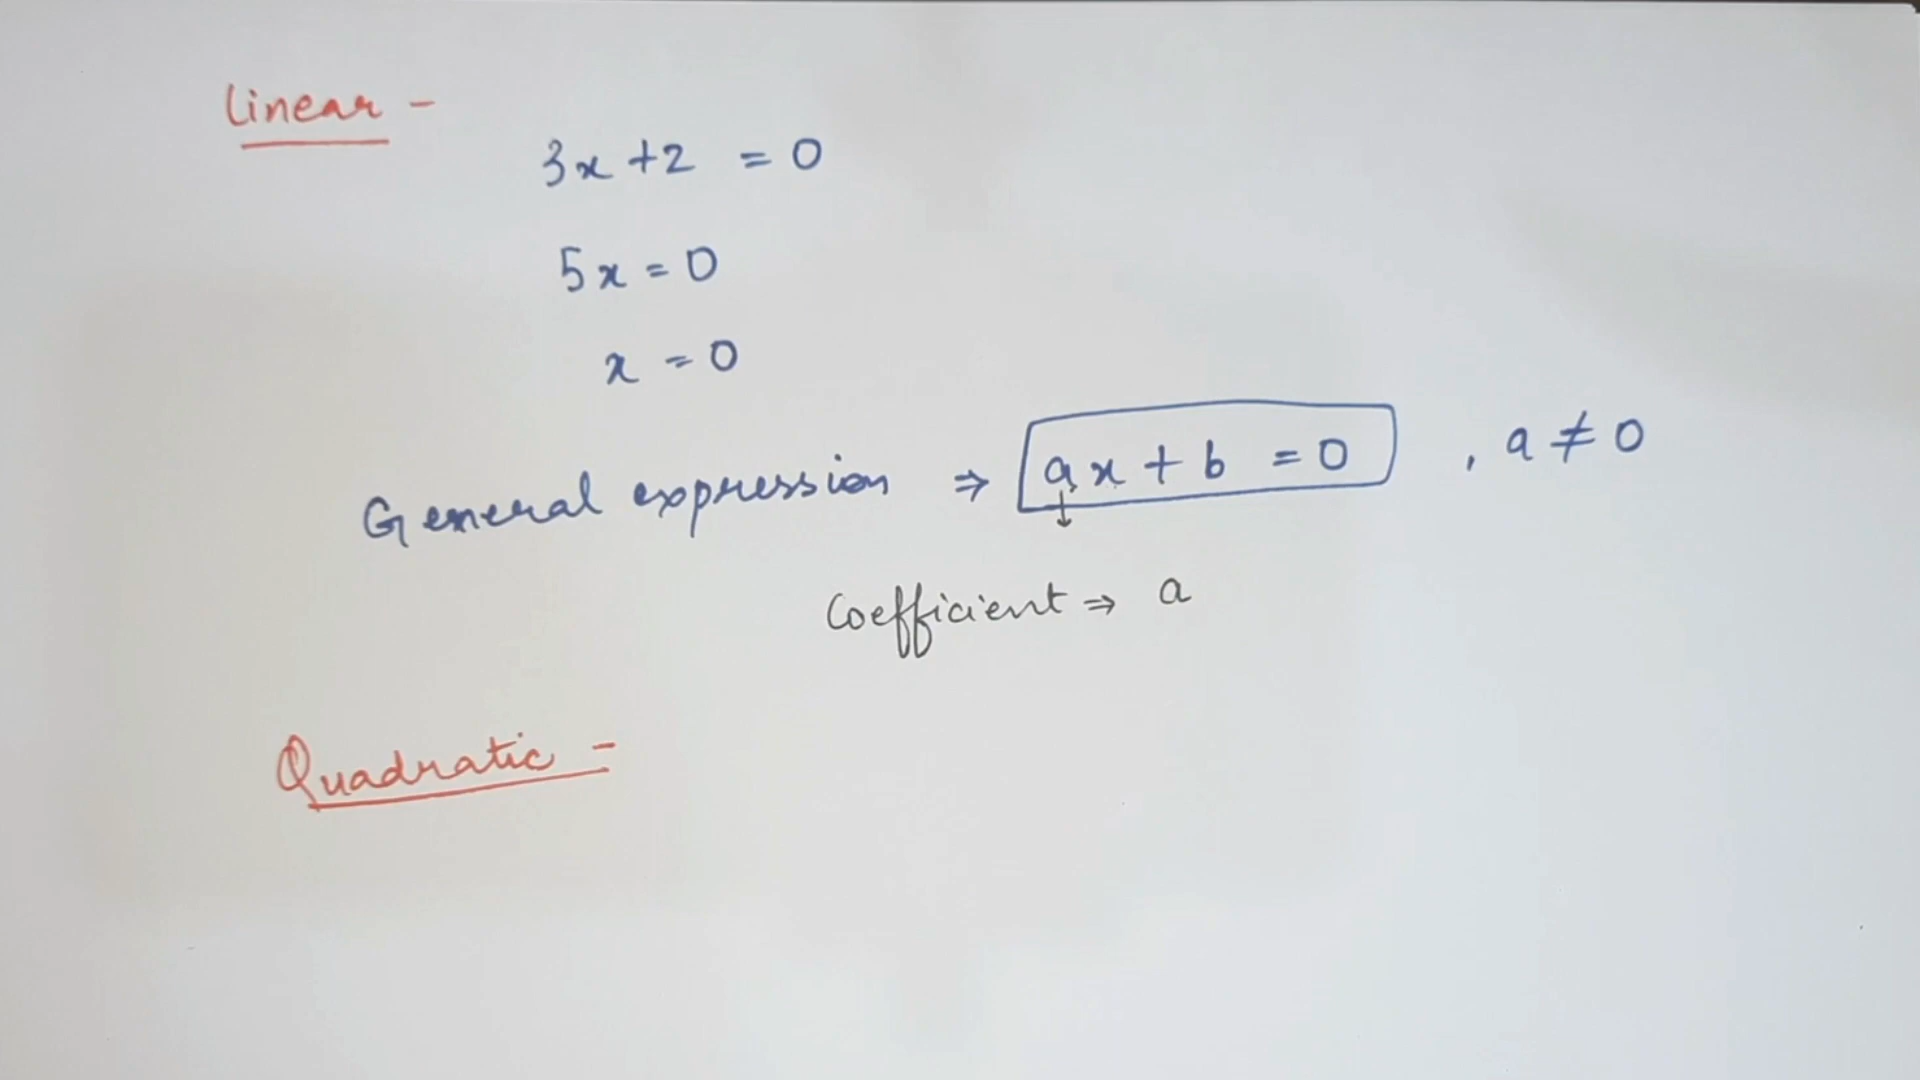 Linear -
3x + 2 = 0
5x = 0
x = 0
General expression ⇒ ax + b = 0 , a ≠ 0
↓
Coefficient ⇒ a
Quadratic -